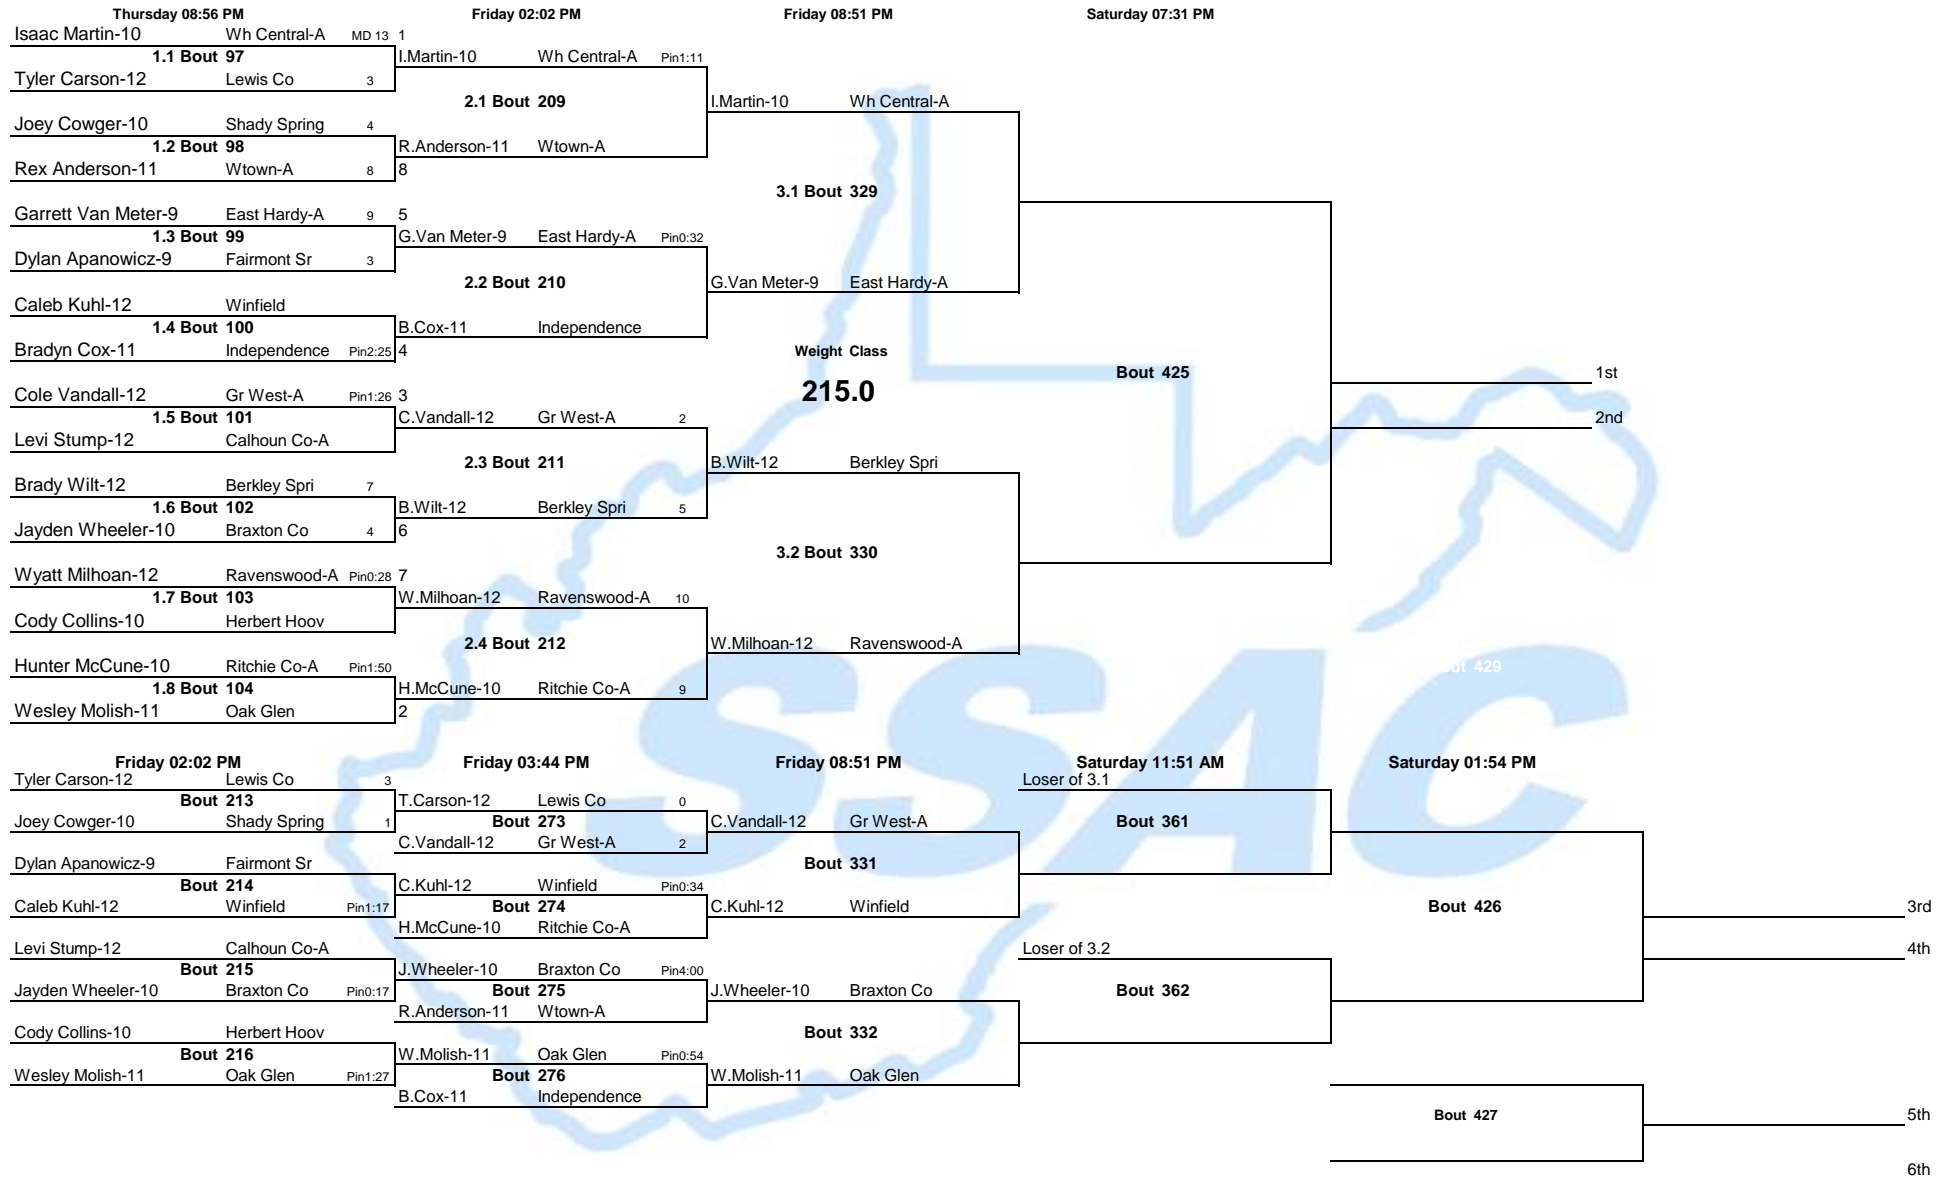 Thursday 08:56 PM Friday 02:02 PM Friday 08:51 PM Saturday 07:31 PM
Isaac Martin-10 Wh Central-A MD 13 1
1.1 Bout 97 I.Martin-10 Wh Central-A Pin1:11
Tyler Carson-12 Lewis Co 3
2.1 Bout 209 I.Martin-10 Wh Central-A
Joey Cowger-10 Shady Spring 4
1.2 Bout 98 R.Anderson-11 Wtown-A
Rex Anderson-11 Wtown-A 8 8
3.1 Bout 329
Garrett Van Meter-9 East Hardy-A 9 5
1.3 Bout 99 G.Van Meter-9 East Hardy-A Pin0:32
Dylan Apanowicz-9 Fairmont Sr 3
2.2 Bout 210 G.Van Meter-9 East Hardy-A
Caleb Kuhl-12 Winfield
1.4 Bout 100 B.Cox-11 Independence
Bradyn Cox-11 Independence Pin2:25 4 Weight Class
Bout 425 1st
Cole Vandall-12 Gr West-A Pin1:26 3 215.0
1.5 Bout 101 C.Vandall-12 Gr West-A 2 2nd
Levi Stump-12 Calhoun Co-A
2.3 Bout 211 B.Wilt-12 Berkley Spri
Brady Wilt-12 Berkley Spri 7
1.6 Bout 102 B.Wilt-12 Berkley Spri 5
Jayden Wheeler-10 Braxton Co 4 6
3.2 Bout 330
Wyatt Milhoan-12 Ravenswood-A Pin0:28 7
1.7 Bout 103 W.Milhoan-12 Ravenswood-A 10
Cody Collins-10 Herbert Hoov
2.4 Bout 212 W.Milhoan-12 Ravenswood-A
Hunter McCune-10 Ritchie Co-A Pin1:50 429
1.8 Bout 104 H.McCune-10 Ritchie Co-A 9
Wesley Molish-11 Oak Glen 2
SSAC
Friday 02:02 PM Friday 03:44 PM Friday 08:51 PM Saturday 11:51 AM Saturday 01:54 PM
Tyler Carson-12 Lewis Co 3 Loser of 3.1
Bout 213 T.Carson-12 Lewis Co 0
Joey Cowger-10 Shady Spring 1 Bout 273 C.Vandall-12 Gr West-A Bout 361
C.Vandall-12 Gr West-A 2
Dylan Apanowicz-9 Fairmont Sr Bout 331
Bout 214 C.Kuhl-12 Winfield Pin0:34
Caleb Kuhl-12 Winfield Pin1:17 Bout 274 C.Kuhl-12 Winfield Bout 426 3rd
H.McCune-10 Ritchie Co-A
Levi Stump-12 Calhoun Co-A Loser of 3.2 4th
Bout 215 J.Wheeler-10 Braxton Co Pin4:00
Jayden Wheeler-10 Braxton Co Pin0:17 Bout 275 J.Wheeler-10 Braxton Co Bout 362
R.Anderson-11 Wtown-A
Cody Collins-10 Herbert Hoov Bout 332
Bout 216 W.Molish-11 Oak Glen Pin0:54
Wesley Molish-11 Oak Glen Pin1:27 Bout 276 W.Molish-11 Oak Glen
B.Cox-11 Independence
Bout 427 5th
6th